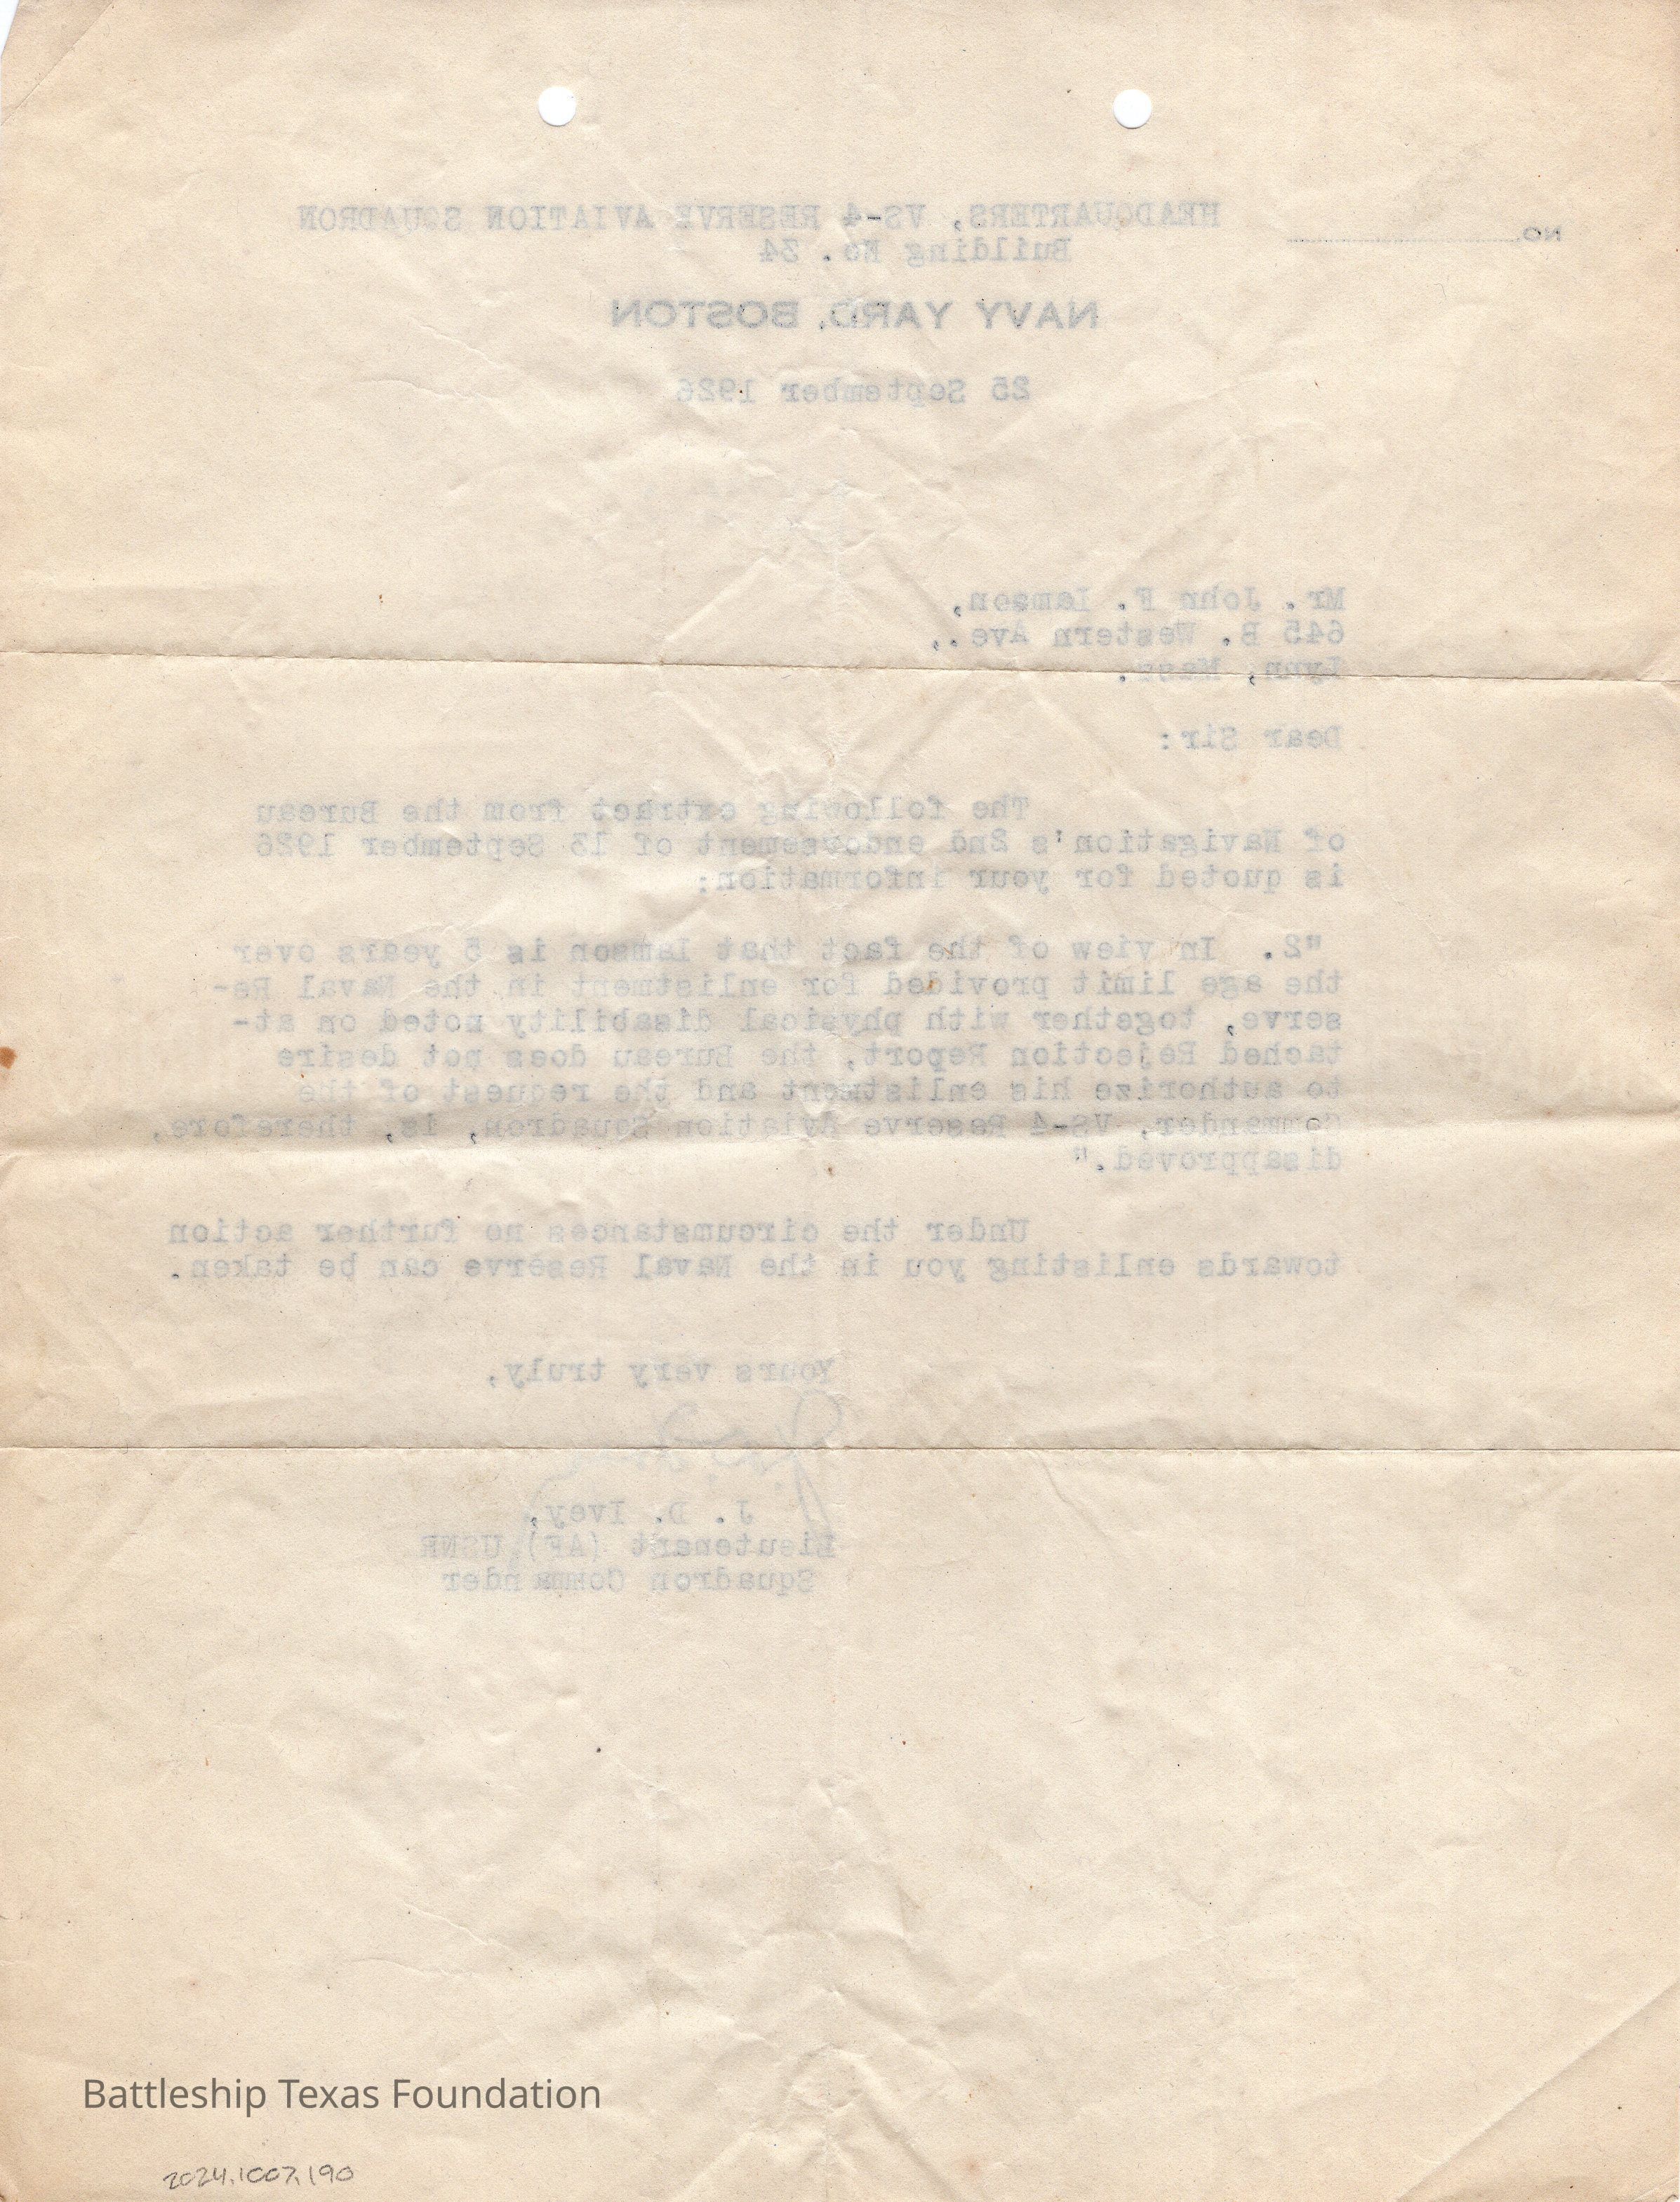 NO.
HEADQUARTERS, VS-4 RESERVE AVIATION SQUADRON
Building No. 34
NAVY YARD, BOSTON
25 September 1926
Mr. John F. Lamson,
645 B. Western Ave.,
Lynn, Mass.
Dear Sir:
The following extract from the Bureau
of Navigation's 2nd endorsement of 13 September 1926
is quoted for your information:
"2. In view of the fact that Lamson is 5 years over
the age limit provided for enlistment in the Naval Re-
serve, together with physical disability noted on at-
tached Rejection Report, the Bureau does not desire
to authorize his enlistment and the request of the
Commander, VS-4 Reserve Aviation Squadron, is, therefore,
disapproved."
Under the circumstances no further action
towards enlisting you in the Naval Reserve can be taken.
Yours very truly,
J. D. Ivey,
Lieutenant (AF) USNR
Squadron Commander
Battleship Texas Foundation
2024.1007.190